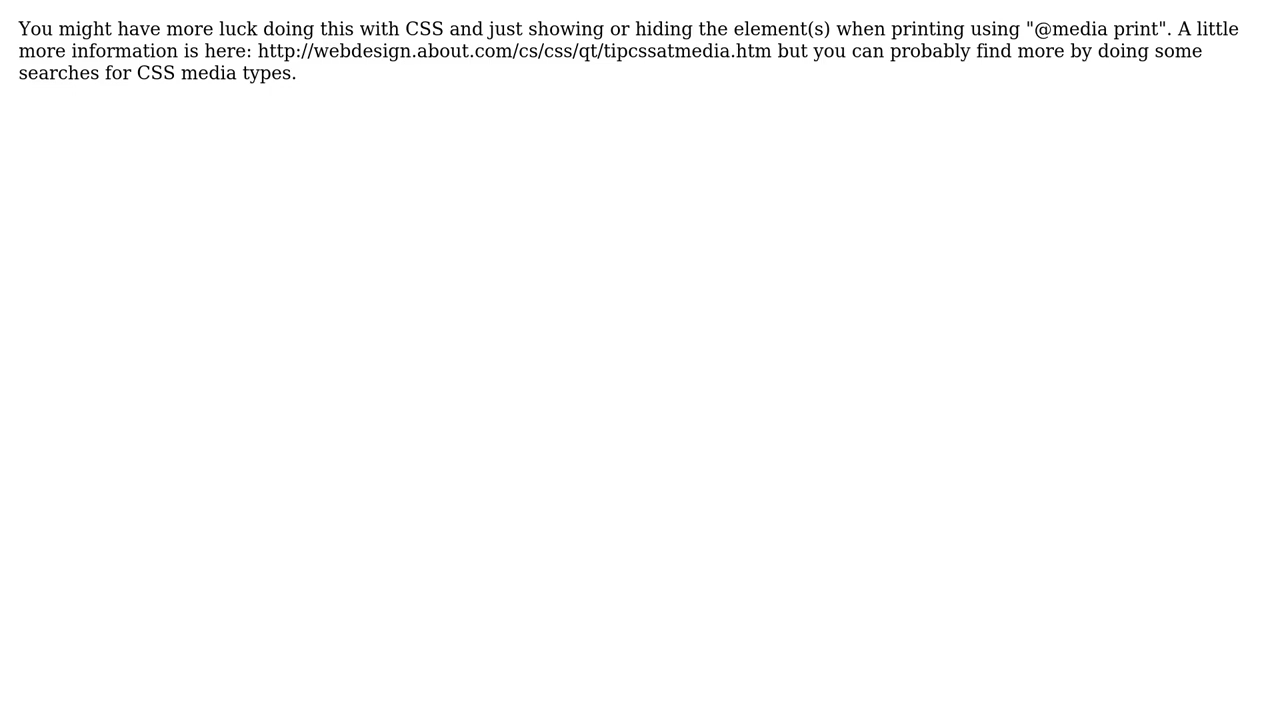 You might have more luck doing this with CSS and just showing or hiding the element(s) when printing using "@media print". A little
more information is here: http://webdesign.about.com/cs/css/qt/tipcssatmedia.htm but you can probably find more by doing some
searches for CSS media types.